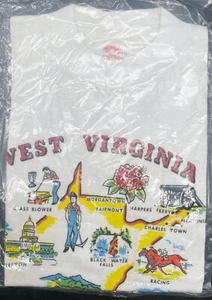 WEST VIRGINIA
GLASS BLOWER
MORGANTOWN
FAIRMONT
HARPERS FERRY
CHARLES TOWN
BLACK WATER
FALLS
RACING